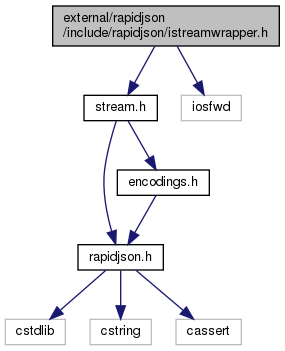 external/rapidjson
/include/rapidjson/istreamwrapper.h
stream.h
iosfwd
encodings.h
rapidjson.h
cstdlib
cstring
cassert